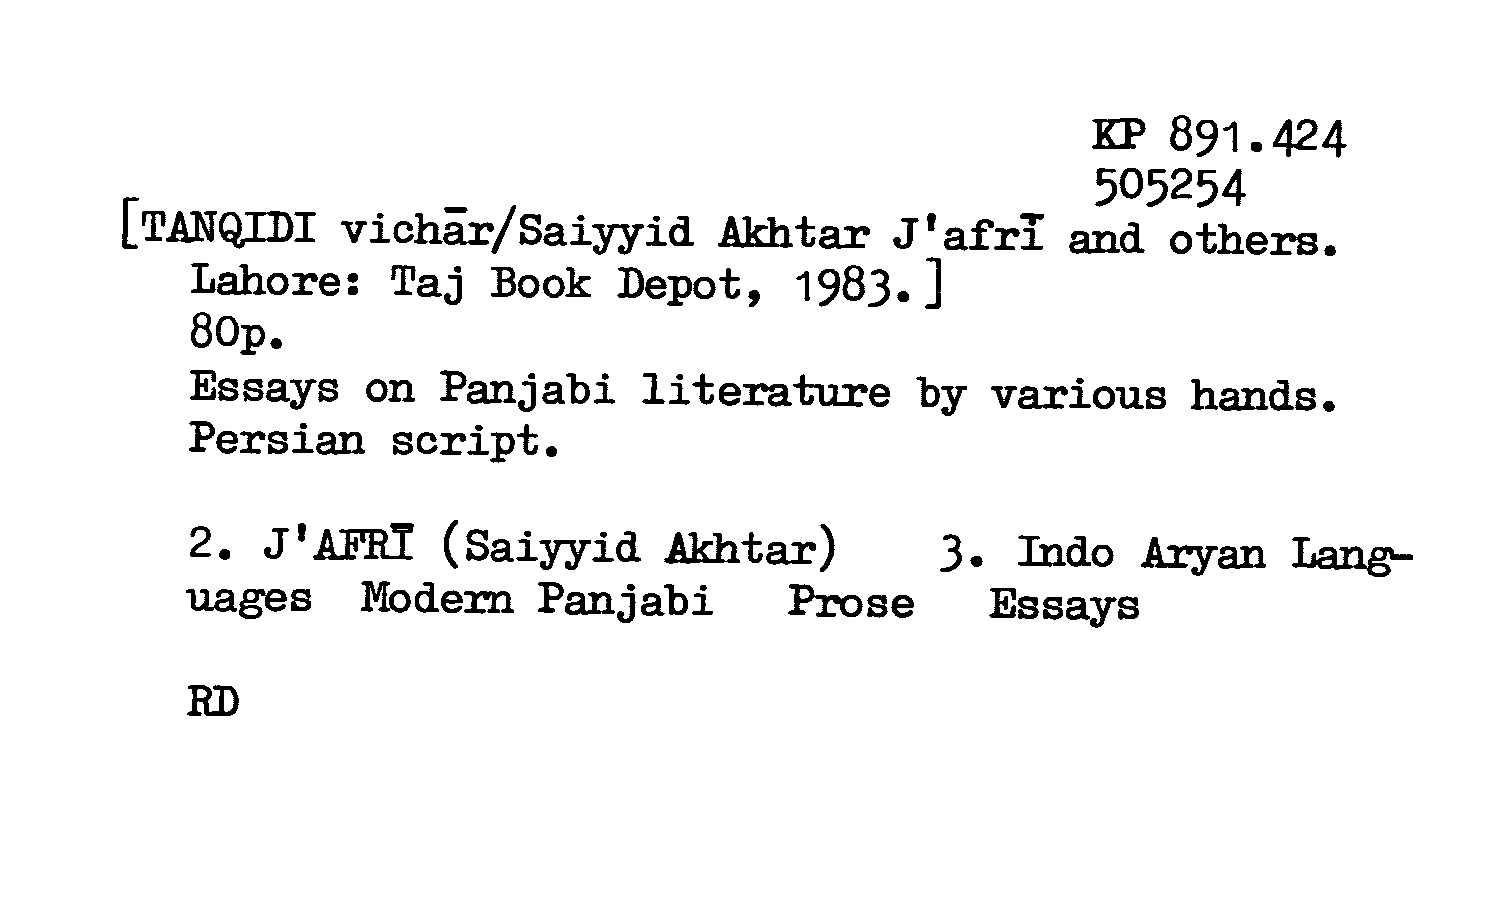 KP 891.424
505254
[TANQIDI vichār/Saiyyid Akhtar J'afrī and others.
Lahore: Taj Book Depot, 1983.]
80p.
Essays on Panjabi literature by various hands.
Persian script.
2. J'AFRĪ (Saiyyid Akhtar) 3. Indo Aryan Lang-
uages Modern Panjabi Prose Essays
RD